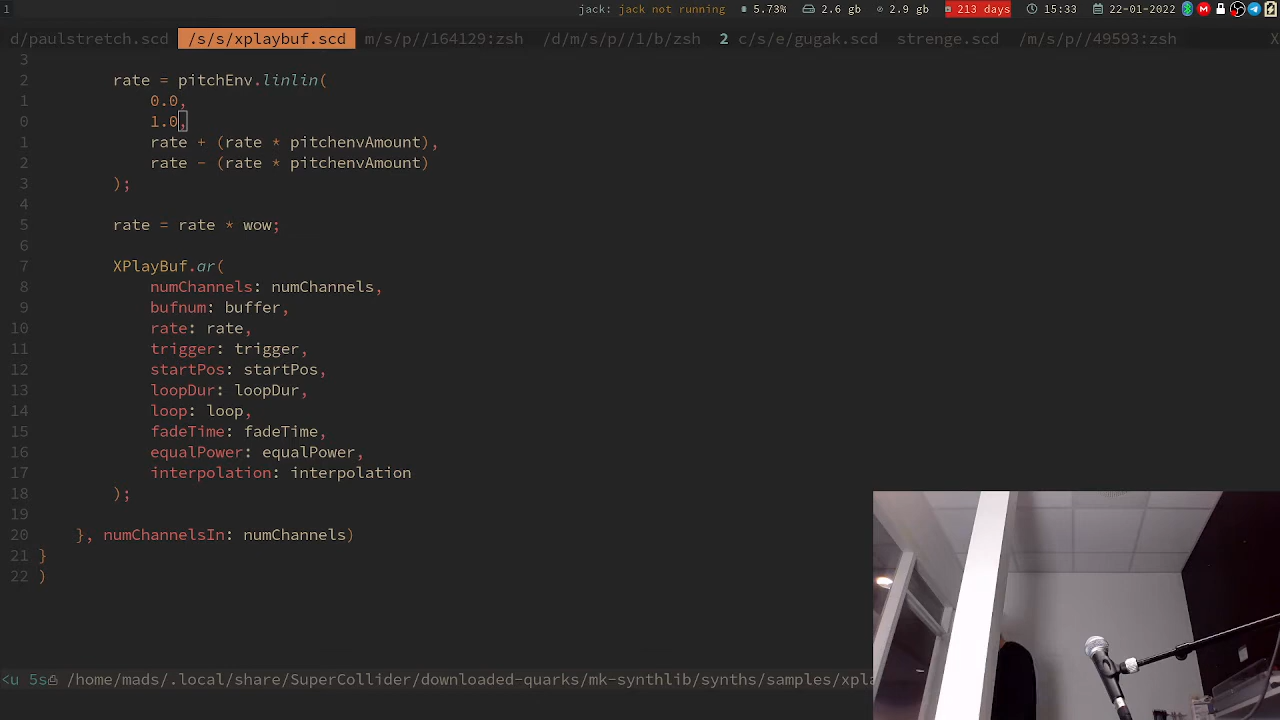 1 jack: jack not running 5.73% 2.6 gb 2.9 gb 213 days 15:33 22-01-2022
d/paulstretch.scd /s/s/xplaybuf.scd m/s/p//164129:zsh /d/m/s/p//1/b/zsh 2 c/s/e/gugak.scd strenge.scd /m/s/p//49593:zsh X
3
2 rate = pitchEnv.linlin(
1 0.0,
0 1.0,
1 rate + (rate * pitchenvAmount),
2 rate - (rate * pitchenvAmount)
3 );
4
5 rate = rate * wow;
6
7 XPlayBuf.ar(
8 numChannels: numChannels,
9 bufnum: buffer,
10 rate: rate,
11 trigger: trigger,
12 startPos: startPos,
13 loopDur: loopDur,
14 loop: loop,
15 fadeTime: fadeTime,
16 equalPower: equalPower,
17 interpolation: interpolation
18 );
19
20 }, numChannelsIn: numChannels)
21 }
22 )
<u 5s /home/mads/.local/share/SuperCollider/downloaded-quarks/mk-synthlib/synths/samples/xpla